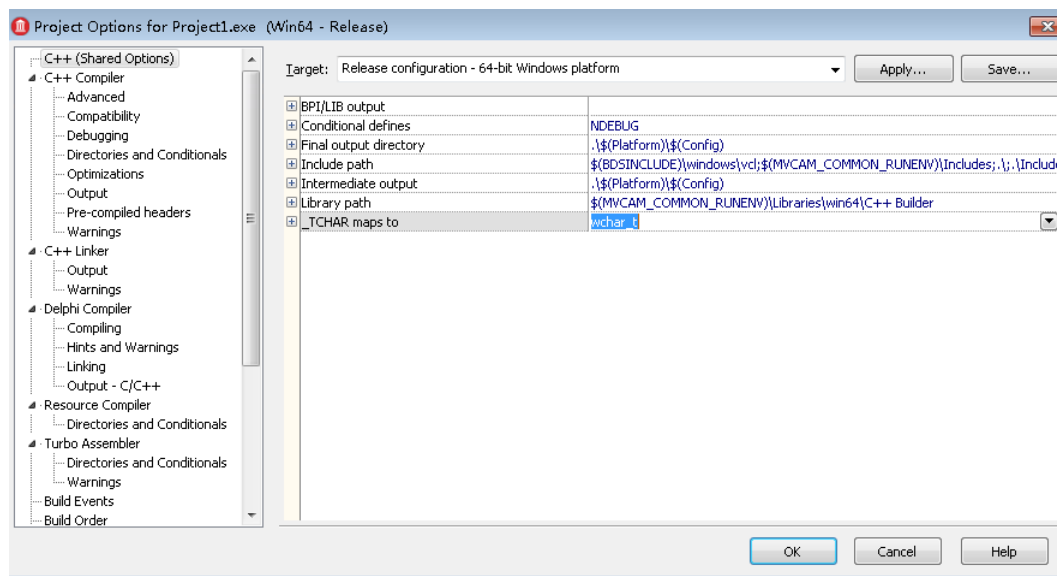 Project Options for Project1.exe (Win64 - Release)
C++ (Shared Options)
C++ Compiler
Advanced
Compatibility
Debugging
Directories and Conditionals
Optimizations
Output
Pre-compiled headers
Warnings
C++ Linker
Output
Warnings
Delphi Compiler
Compiling
Hints and Warnings
Linking
Output - C/C++
Resource Compiler
Directories and Conditionals
Turbo Assembler
Directories and Conditionals
Warnings
Build Events
Build Order
Target: Release configuration - 64-bit Windows platform
Apply... Save...
BPI/LIB output
Conditional defines NDEBUG
Final output directory .\$(Platform)\$(Config)
Include path $(BDSINCLUDE)\windows\vcl;$(MVCAM_COMMON_RUNENV)\Includes;.\;.\Include
Intermediate output .\$(Platform)\$(Config)
Library path $(MVCAM_COMMON_RUNENV)\Libraries\win64\C++ Builder
_TCHAR maps to wchar_t
OK Cancel Help